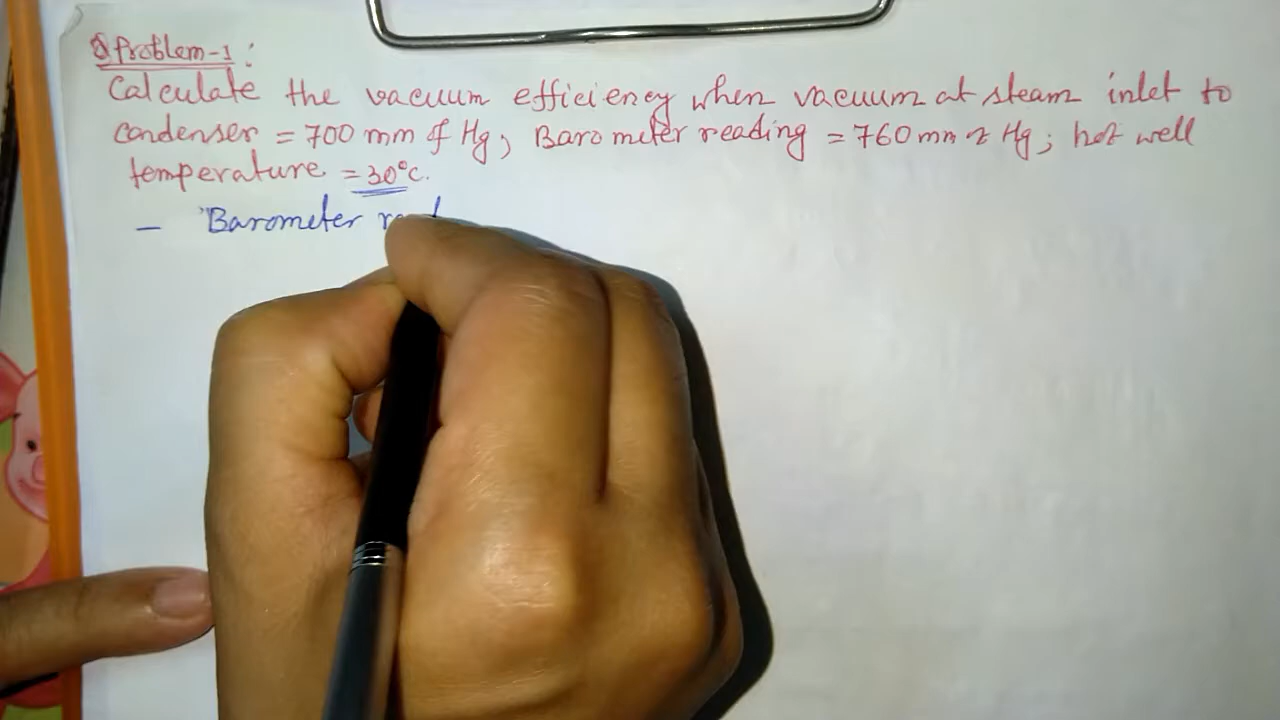 Problem-1:
Calculate the vacuum efficiency when vacuum at steam inlet to
condenser = 700 mm of Hg; Barometer reading = 760 mm of Hg; hot well
temperature = 30°C.
- Barometer